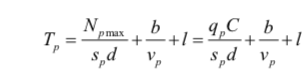 T_p = \frac{N_{p\max}}{s_p d} + \frac{b}{v_p} + l = \frac{q_p C}{s_p d} + \frac{b}{v_p} + l